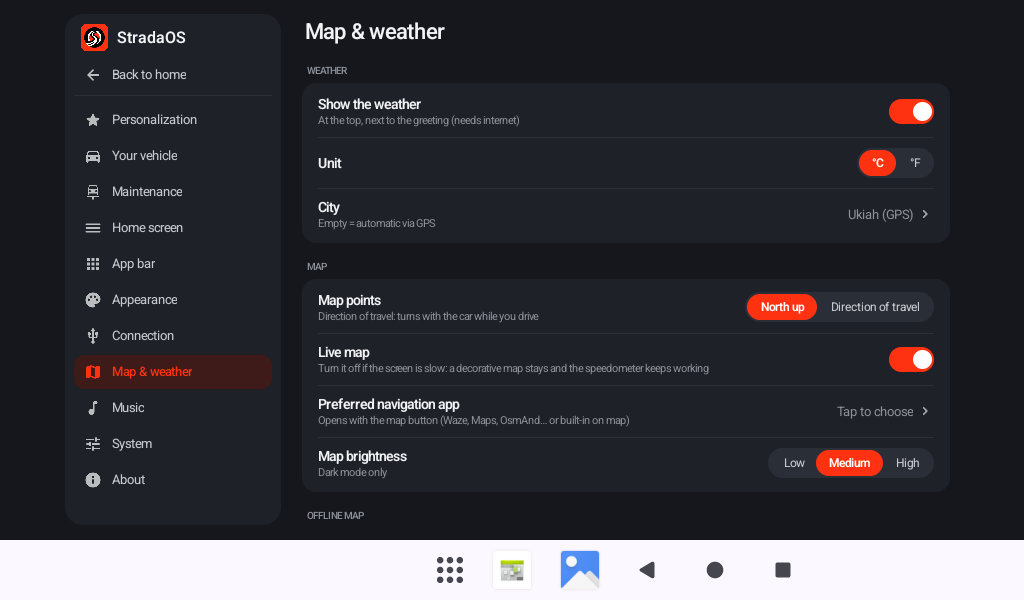 StradaOS
Back to home
Personalization
Your vehicle
Maintenance
Home screen
App bar
Appearance
Connection
Map & weather
Music
System
About
Map & weather
WEATHER
Show the weather
At the top, next to the greeting (needs internet)
Unit
°C °F
City
Empty = automatic via GPS
Ukiah (GPS)
MAP
Map points
Direction of travel: turns with the car while you drive
North up Direction of travel
Live map
Turn it off if the screen is slow: a decorative map stays and the speedometer keeps working
Preferred navigation app
Opens with the map button (Waze, Maps, OsmAnd... or built-in on map)
Tap to choose
Map brightness
Dark mode only
Low Medium High
OFFLINE MAP